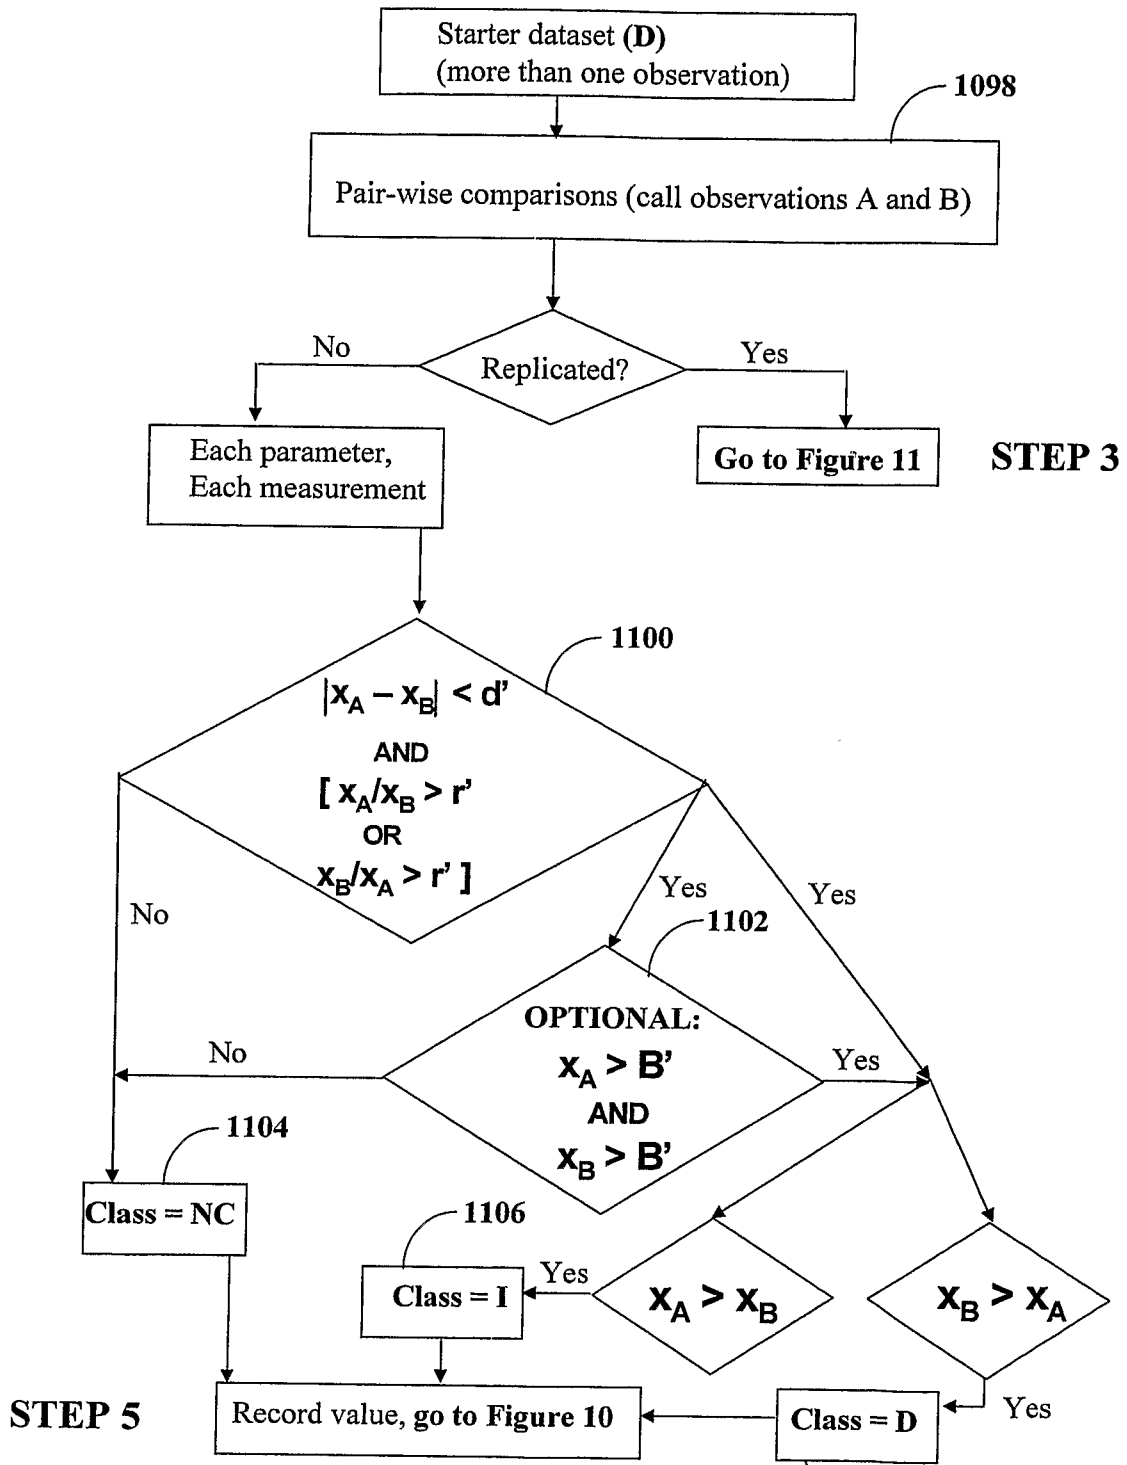 Starter dataset (D)
(more than one observation)
1098
Pair-wise comparisons (call observations A and B)
No
Replicated?
Yes
Each parameter,
Each measurement
Go to Figure 11
STEP 3
1100
|xA – xB| < d’
AND
[ xA/xB > r’
OR
xB/xA > r’ ]
No
Yes
Yes
1102
OPTIONAL:
xA > B’
AND
xB > B’
No
Yes
1104
Class = NC
1106
Class = I
Yes
xA > xB
xB > xA
STEP 5
Record value, go to Figure 10
Class = D
Yes